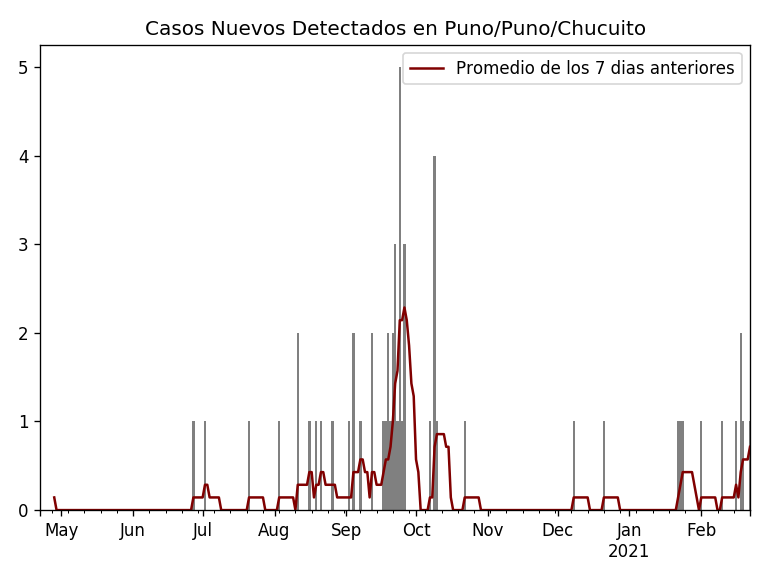 Casos Nuevos Detectados en Puno/Puno/Chucuito
Promedio de los 7 dias anteriores
5
4
3
2
1
0
May Jun Jul Aug Sep Oct Nov Dec Jan Feb
2021